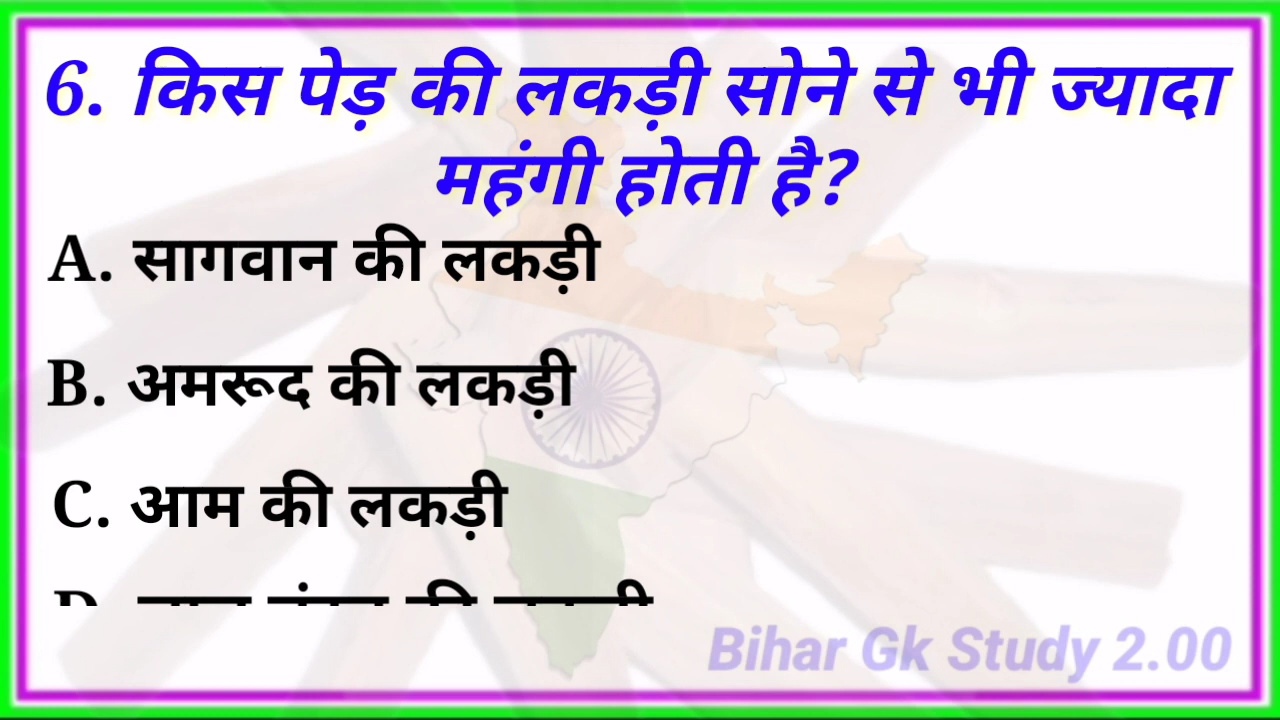 6. किस पेड़ की लकड़ी सोने से भी ज्यादा
महंगी होती है?
A. सागवान की लकड़ी
B. अमरूद की लकड़ी
C. आम की लकड़ी
Bihar Gk Study 2.00